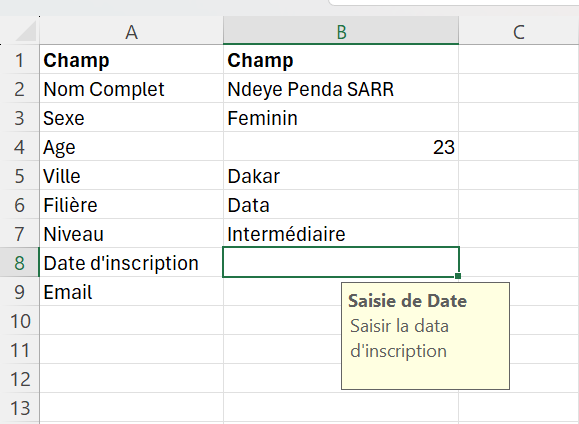 A B C
1 Champ Champ
2 Nom Complet Ndeye Penda SARR
3 Sexe Feminin
4 Age 23
5 Ville Dakar
6 Filière Data
7 Niveau Intermédiaire
8 Date d'inscription
9 Email
Saisie de Date
10 Saisir la data
11 d'inscription
12
13